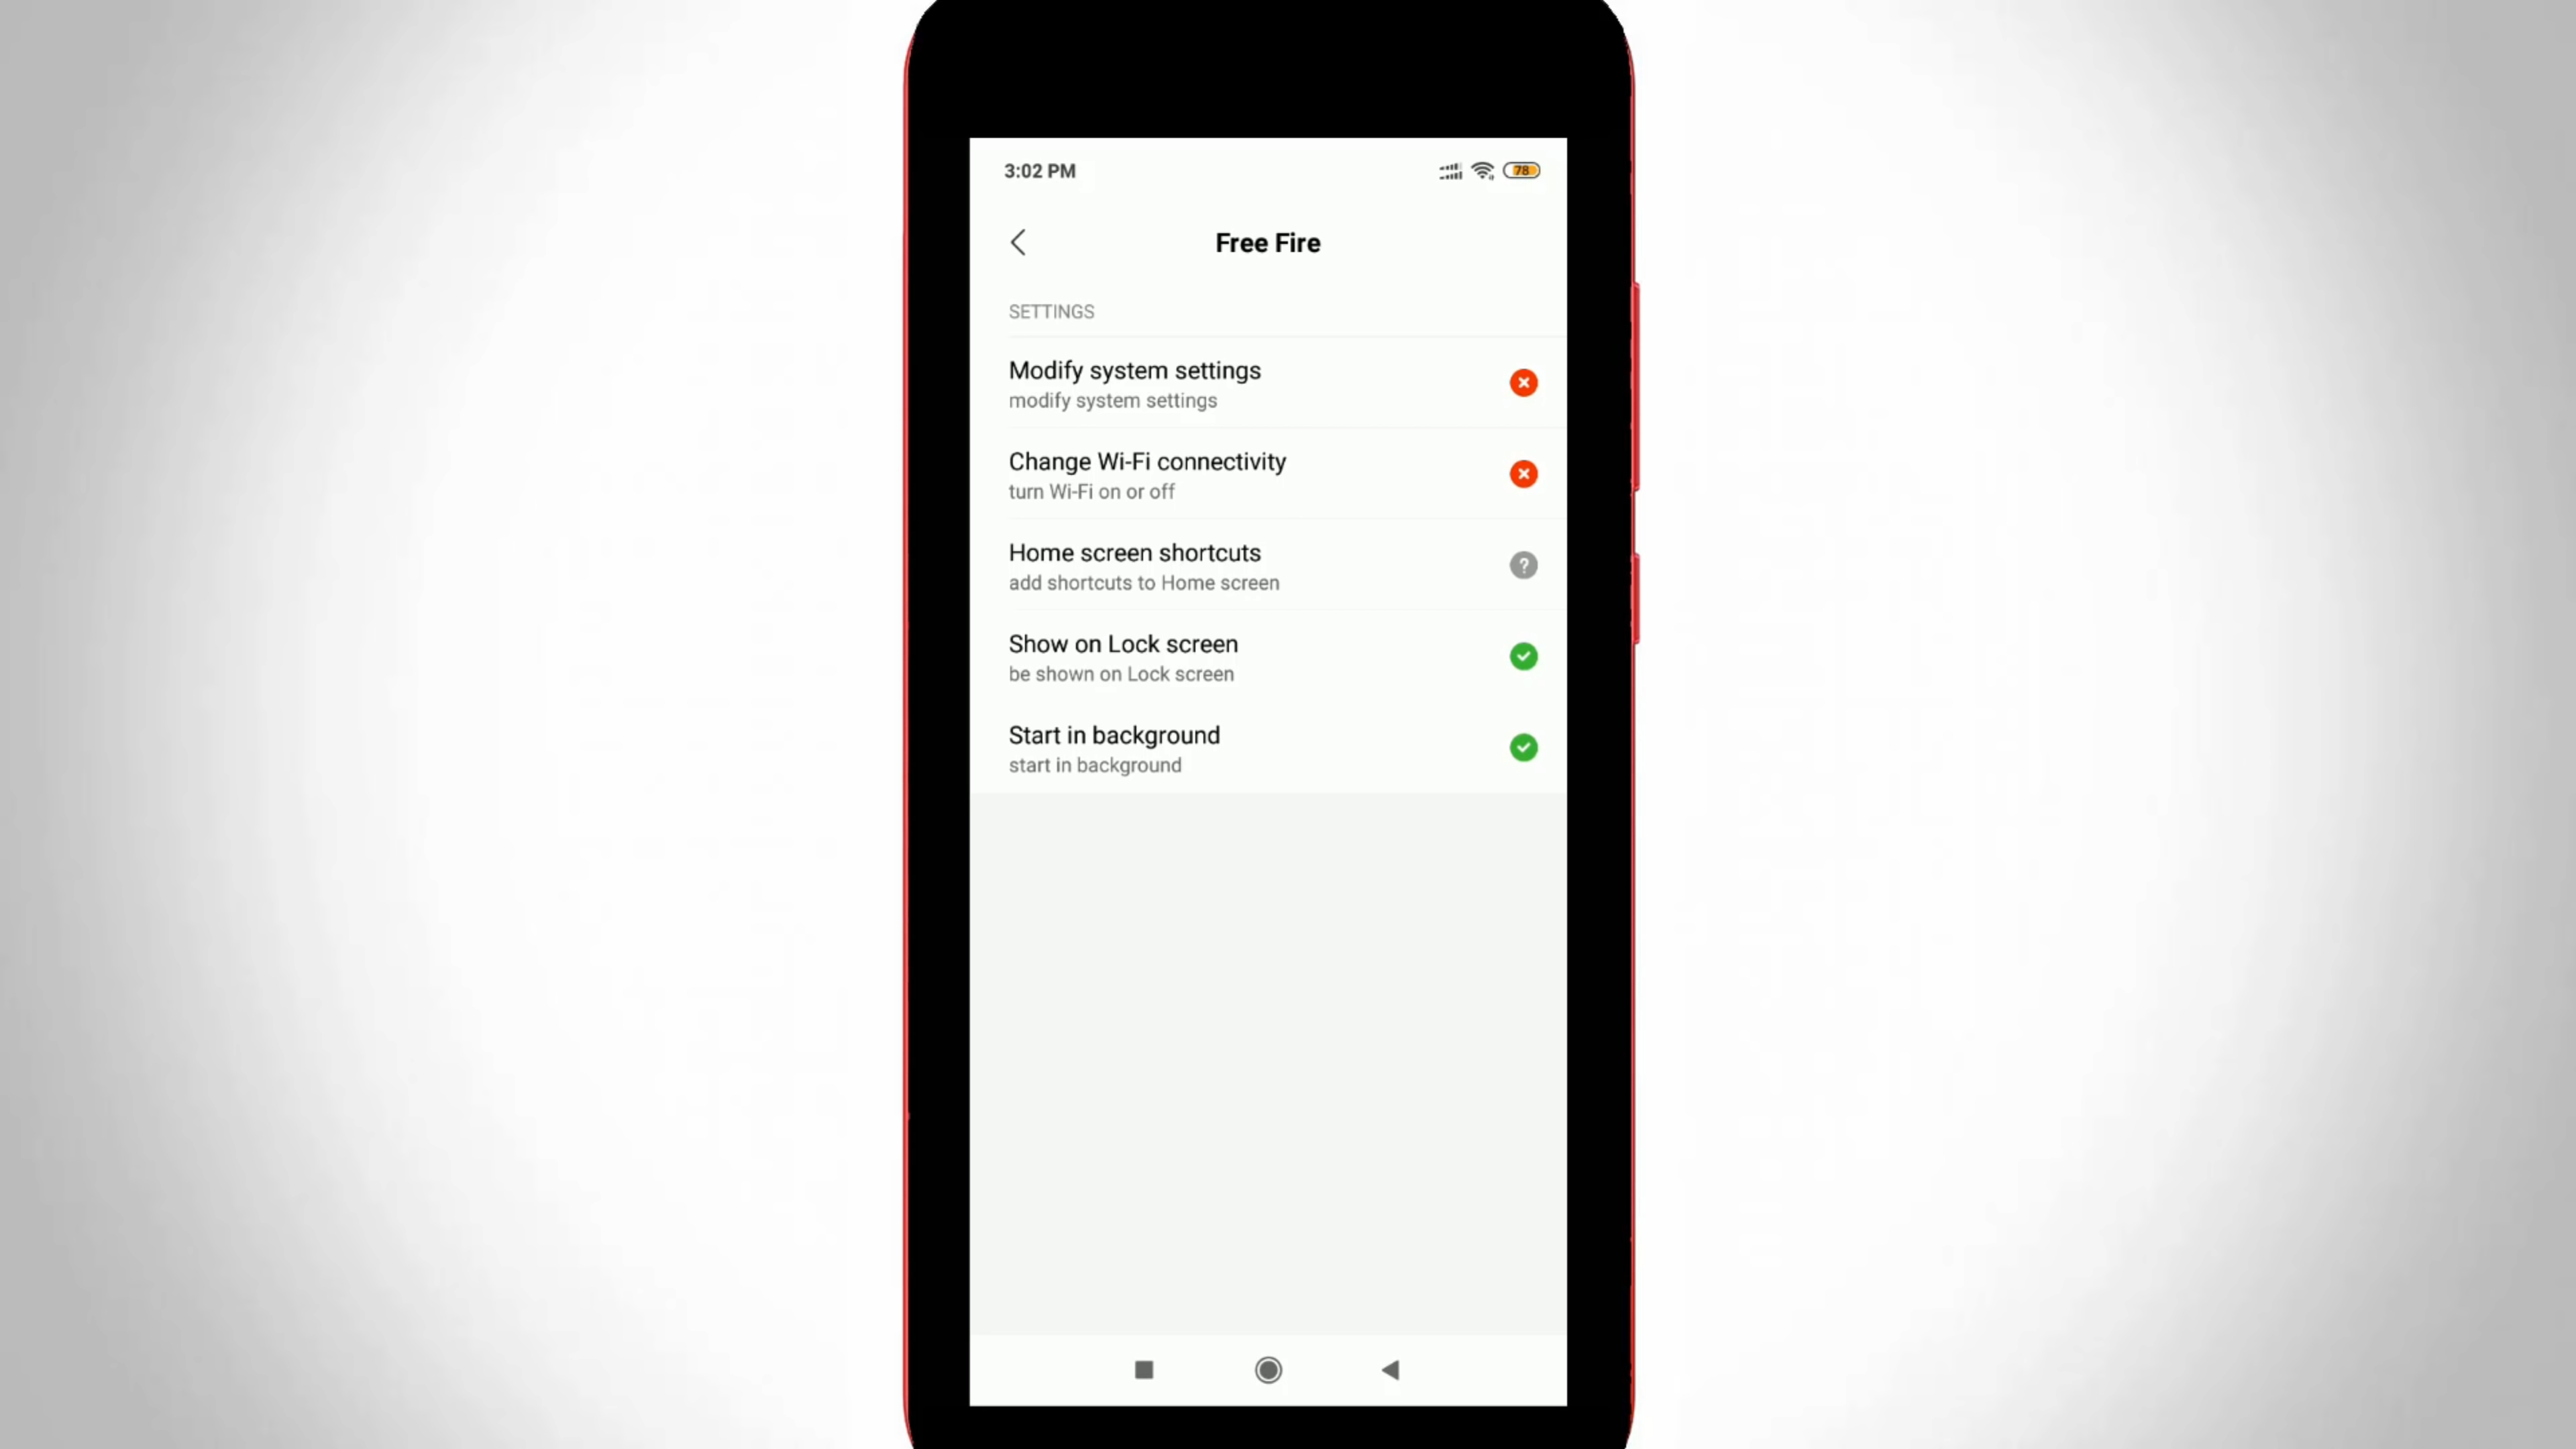 3:02 PM
78
Free Fire
SETTINGS
Modify system settings
modify system settings
Change Wi-Fi connectivity
turn Wi-Fi on or off
Home screen shortcuts
add shortcuts to Home screen
?
Show on Lock screen
be shown on Lock screen
Start in background
start in background